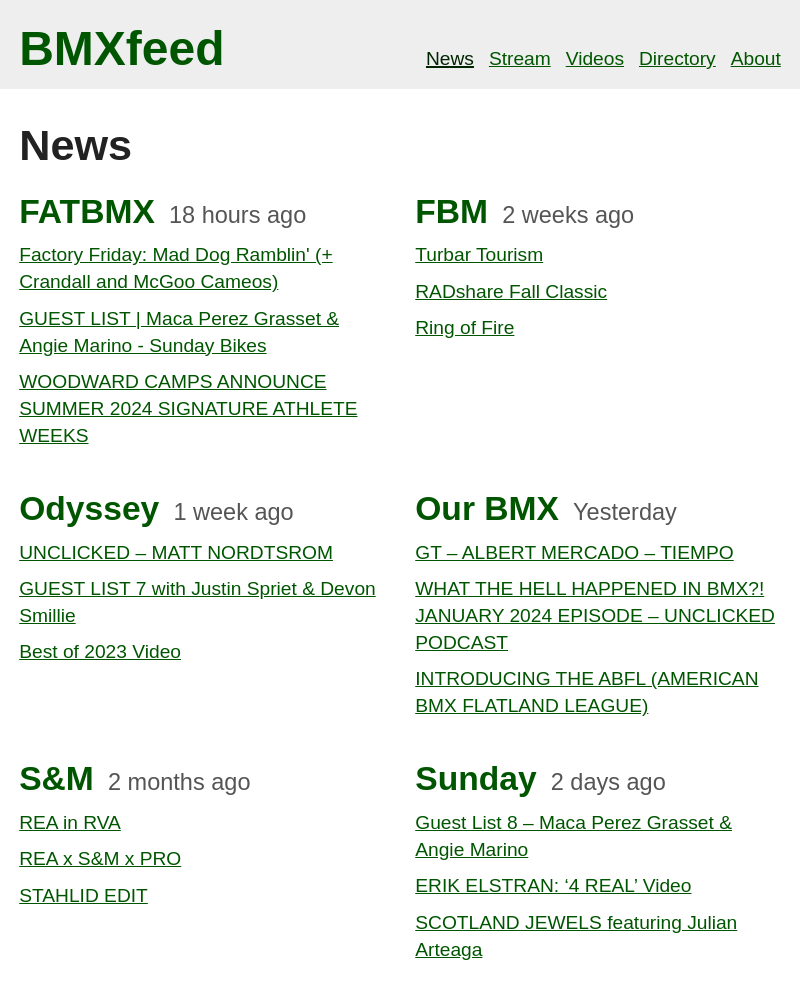 BMXfeed
News Stream Videos Directory About
News
FATBMX 18 hours ago
Factory Friday: Mad Dog Ramblin' (+
Crandall and McGoo Cameos)
GUEST LIST | Maca Perez Grasset &
Angie Marino - Sunday Bikes
WOODWARD CAMPS ANNOUNCE
SUMMER 2024 SIGNATURE ATHLETE
WEEKS
FBM 2 weeks ago
Turbar Tourism
RADshare Fall Classic
Ring of Fire
Odyssey 1 week ago
UNCLICKED – MATT NORDTSROM
GUEST LIST 7 with Justin Spriet & Devon
Smillie
Best of 2023 Video
Our BMX Yesterday
GT – ALBERT MERCADO – TIEMPO
WHAT THE HELL HAPPENED IN BMX?!
JANUARY 2024 EPISODE – UNCLICKED
PODCAST
INTRODUCING THE ABFL (AMERICAN
BMX FLATLAND LEAGUE)
S&M 2 months ago
REA in RVA
REA x S&M x PRO
STAHLID EDIT
Sunday 2 days ago
Guest List 8 – Maca Perez Grasset &
Angie Marino
ERIK ELSTRAN: ‘4 REAL’ Video
SCOTLAND JEWELS featuring Julian
Arteaga